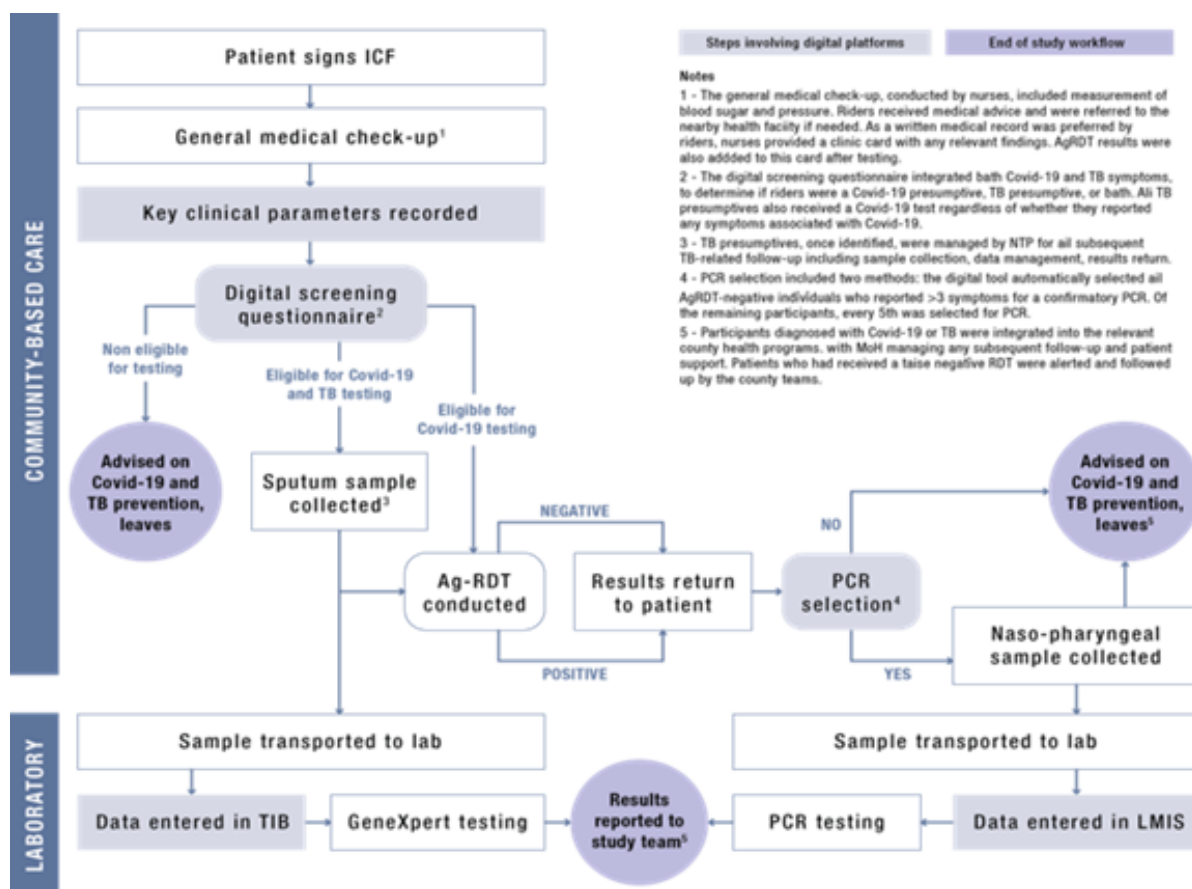 COMMUNITY-BASED CARE
Patient signs ICF
General medical check-up¹
Key clinical parameters recorded
Digital screening
questionnaire²
Non eligible
for testing
Eligible for Covid-19
and TB testing
Eligible for
Covid-19 testing
Advised on
Covid-19 and
TB prevention,
leaves
Sputum sample
collected³
NEGATIVE
Ag-RDT
conducted
POSITIVE
Results return
to patient
PCR
selection⁴
NO
YES
Advised on
Covid-19 and
TB prevention,
leaves⁵
Naso-pharyngeal
sample collected
Steps involving digital platforms
End of study workflow
Notes
1 - The general medical check-up, conducted by nurses, included measurement of
blood sugar and pressure. Riders received medical advice and were referred to the
nearby health faciity if needed. As a written medical record was preferred by
riders, nurses provided a clinic card with any relevant findings. AgRDT results were
also addded to this card after testing.
2 - The digital screening questionnaire integrated bath Covid-19 and TB symptoms,
to determine if riders were a Covid-19 presumptive, TB presumptive, or bath. Ali TB
presumptives also received a Covid-19 test regardless of whether they reported
any symptoms associated with Covid-19.
3 - TB presumptives, once identified, were managed by NTP for ail subsequent
TB-related follow-up including sample collection, data management, results return.
4 - PCR selection included two methods: the digital tool automatically selected ail
AgRDT-negative individuals who reported >3 symptoms for a confirmatory PCR. Of
the remaining participants, every 5th was selected for PCR.
5 - Participants diagnosed with Covid-19 or TB were integrated into the relevant
county health programs. with MoH managing any subsequent follow-up and patient
support. Patients who had received a taise negative RDT were alerted and followed
up by the county teams.
LABORATORY
Sample transported to lab
Data entered in TIB
GeneXpert testing
Results
reported to
study team⁵
Sample transported to lab
PCR testing
Data entered in LMIS